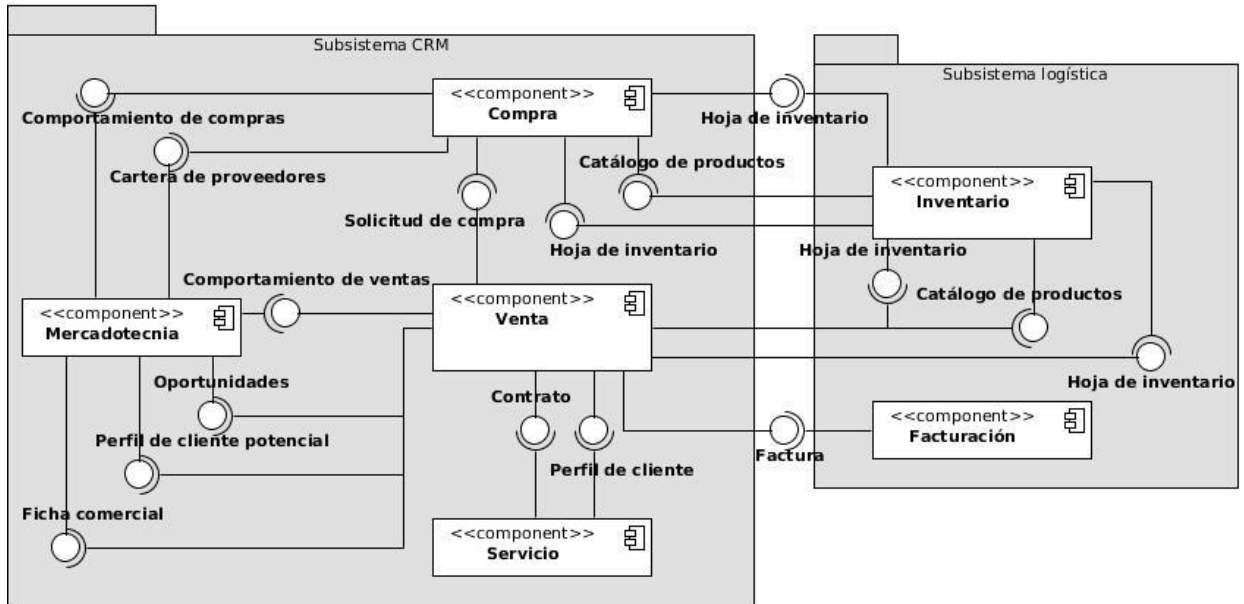 Subsistema CRM
Subsistema logística
<<component>>
Compra
Comportamiento de compras
Hoja de inventario
Catálogo de productos
Cartera de proveedores
<<component>>
Inventario
Solicitud de compra
Hoja de inventario
Hoja de inventario
Comportamiento de ventas
Catálogo de productos
<<component>>
Mercadotecnia
<<component>>
Venta
Oportunidades
Hoja de inventario
Contrato
Perfil de cliente potencial
<<component>>
Facturación
Factura
Perfil de cliente
Ficha comercial
<<component>>
Servicio